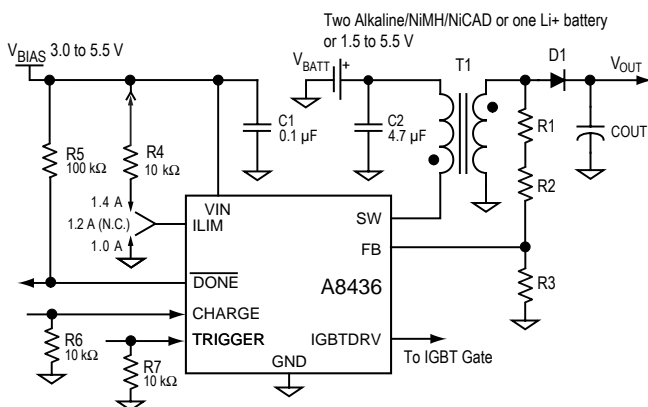 Two Alkaline/NiMH/NiCAD or one Li+ battery
or 1.5 to 5.5 V
VBIAS 3.0 to 5.5 V
VBATT
+
T1
D1
VOUT
C1
0.1 µF
C2
4.7 µF
R1
COUT
R5
100 kΩ
R4
10 kΩ
R2
1.4 A
1.2 A (N.C.)
1.0 A
VIN
ILIM
SW
FB
DONE
A8436
R3
CHARGE
TRIGGER
IGBTDRV
R6
10 kΩ
R7
10 kΩ
GND
To IGBT Gate